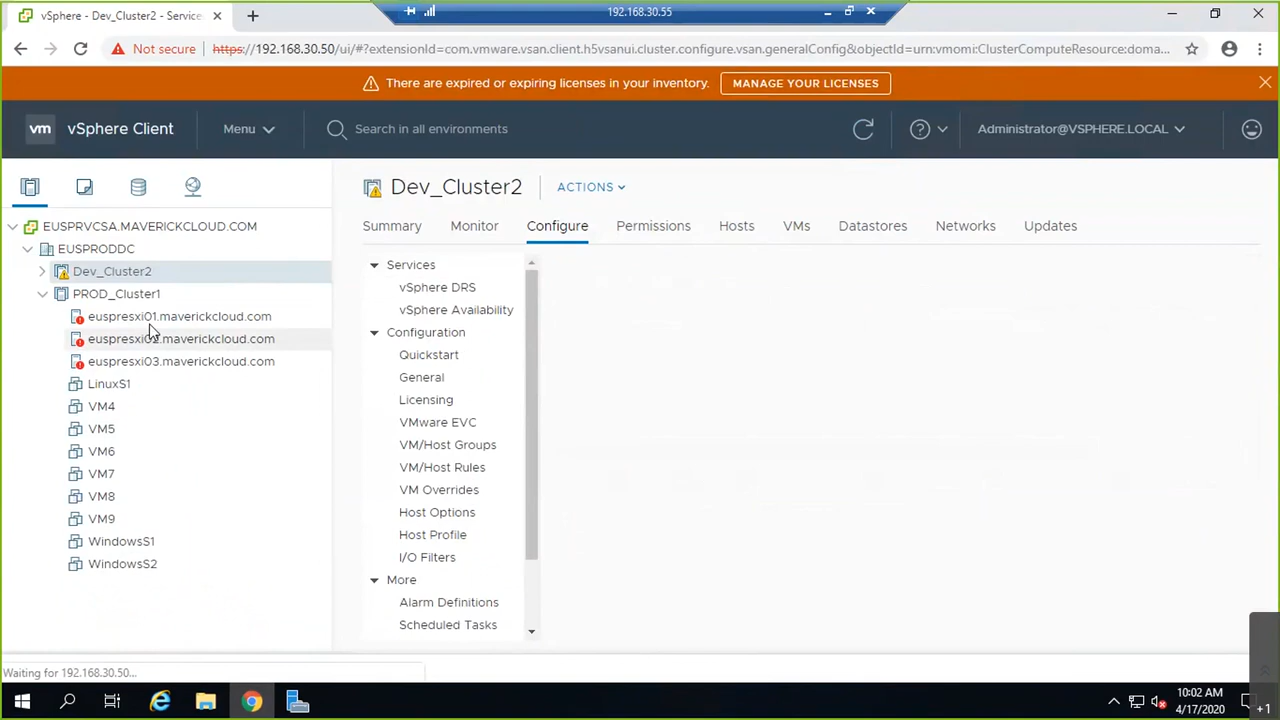 vSphere - Dev_Cluster2 - Service
192.168.30.55
Not secure
https://192.168.30.50/ui/#?extensionId=com.vmware.vsan.client.h5vsanui.cluster.configure.vsan.generalConfig&objectId=urn:vmomi:ClusterComputeResource:doma...
There are expired or expiring licenses in your inventory.
MANAGE YOUR LICENSES
vm
vSphere Client
Menu
Search in all environments
Administrator@VSPHERE.LOCAL
EUSPRVCSA.MAVERICKCLOUD.COM
EUSPRODDC
Dev_Cluster2
PROD_Cluster1
euspresxi01.maverickcloud.com
euspresxi02.maverickcloud.com
euspresxi03.maverickcloud.com
LinuxS1
VM4
VM5
VM6
VM7
VM8
VM9
WindowsS1
WindowsS2
Dev_Cluster2
ACTIONS
Summary
Monitor
Configure
Permissions
Hosts
VMs
Datastores
Networks
Updates
Services
vSphere DRS
vSphere Availability
Configuration
Quickstart
General
Licensing
VMware EVC
VM/Host Groups
VM/Host Rules
VM Overrides
Host Options
Host Profile
I/O Filters
More
Alarm Definitions
Scheduled Tasks
Waiting for 192.168.30.50...
10:02 AM
4/17/2020
+1